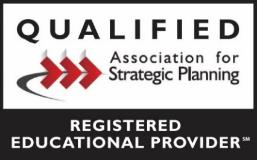 QUALIFIED
Association for
Strategic Planning
REGISTERED
EDUCATIONAL PROVIDER℠